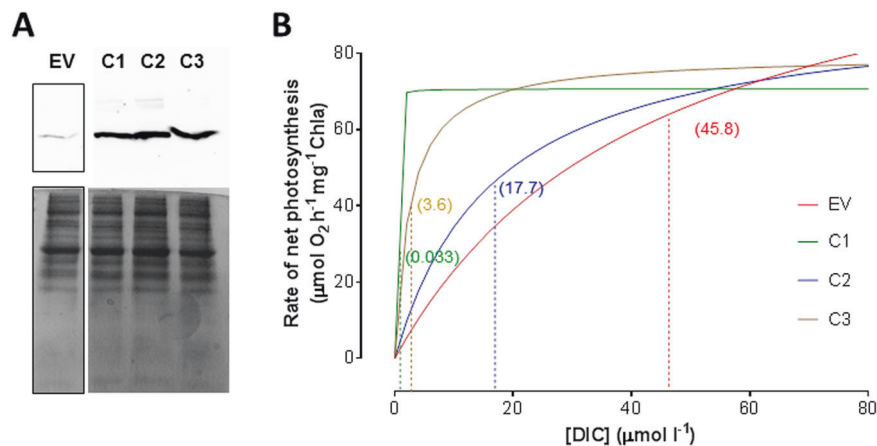 A
EV C1 C2 C3
B
Rate of net photosynthesis
(μmol O2 h-1 mg-1 Chla)
80
60
40
20
0
(45.8)
(17.7)
(3.6)
(0.033)
EV
C1
C2
C3
0 20 40 60 80
[DIC] (μmol l-1)